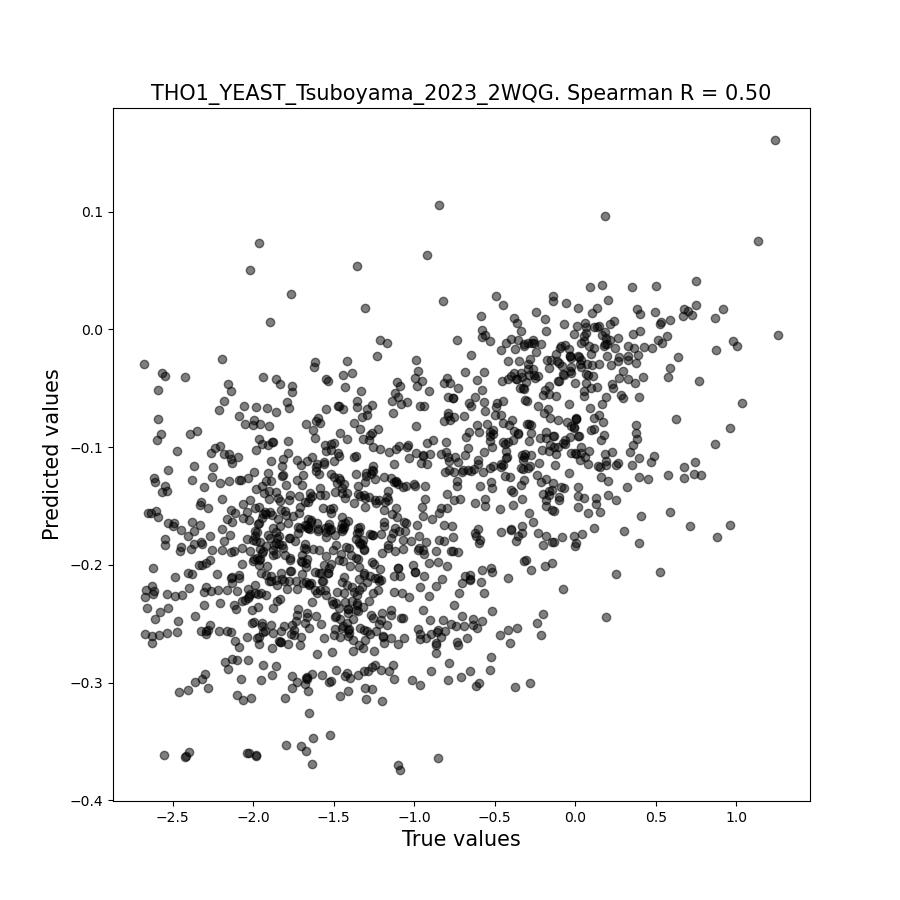 THO1_YEAST_Tsuboyama_2023_2WQG. Spearman R = 0.50
0.1
0.0
−0.1
−0.2
−0.3
−0.4
Predicted values
−2.5 −2.0 −1.5 −1.0 −0.5 0.0 0.5 1.0
True values